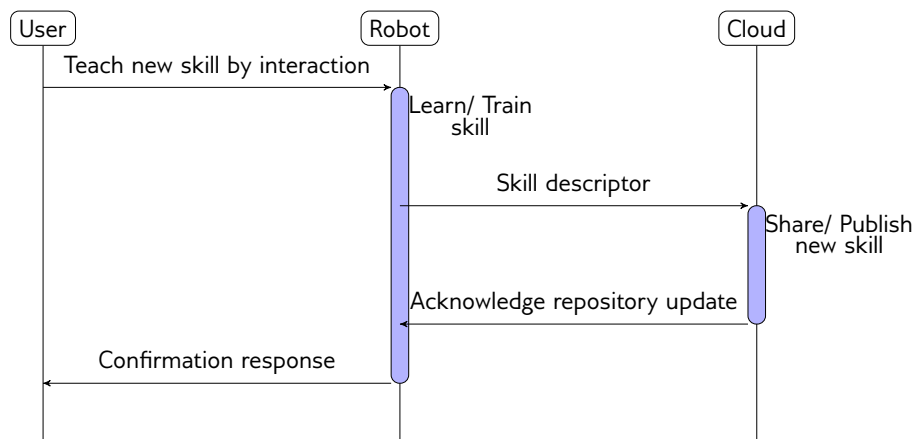 User
Robot
Cloud
Teach new skill by interaction
Learn/ Train
skill
Skill descriptor
Share/ Publish
new skill
Acknowledge repository update
Confirmation response